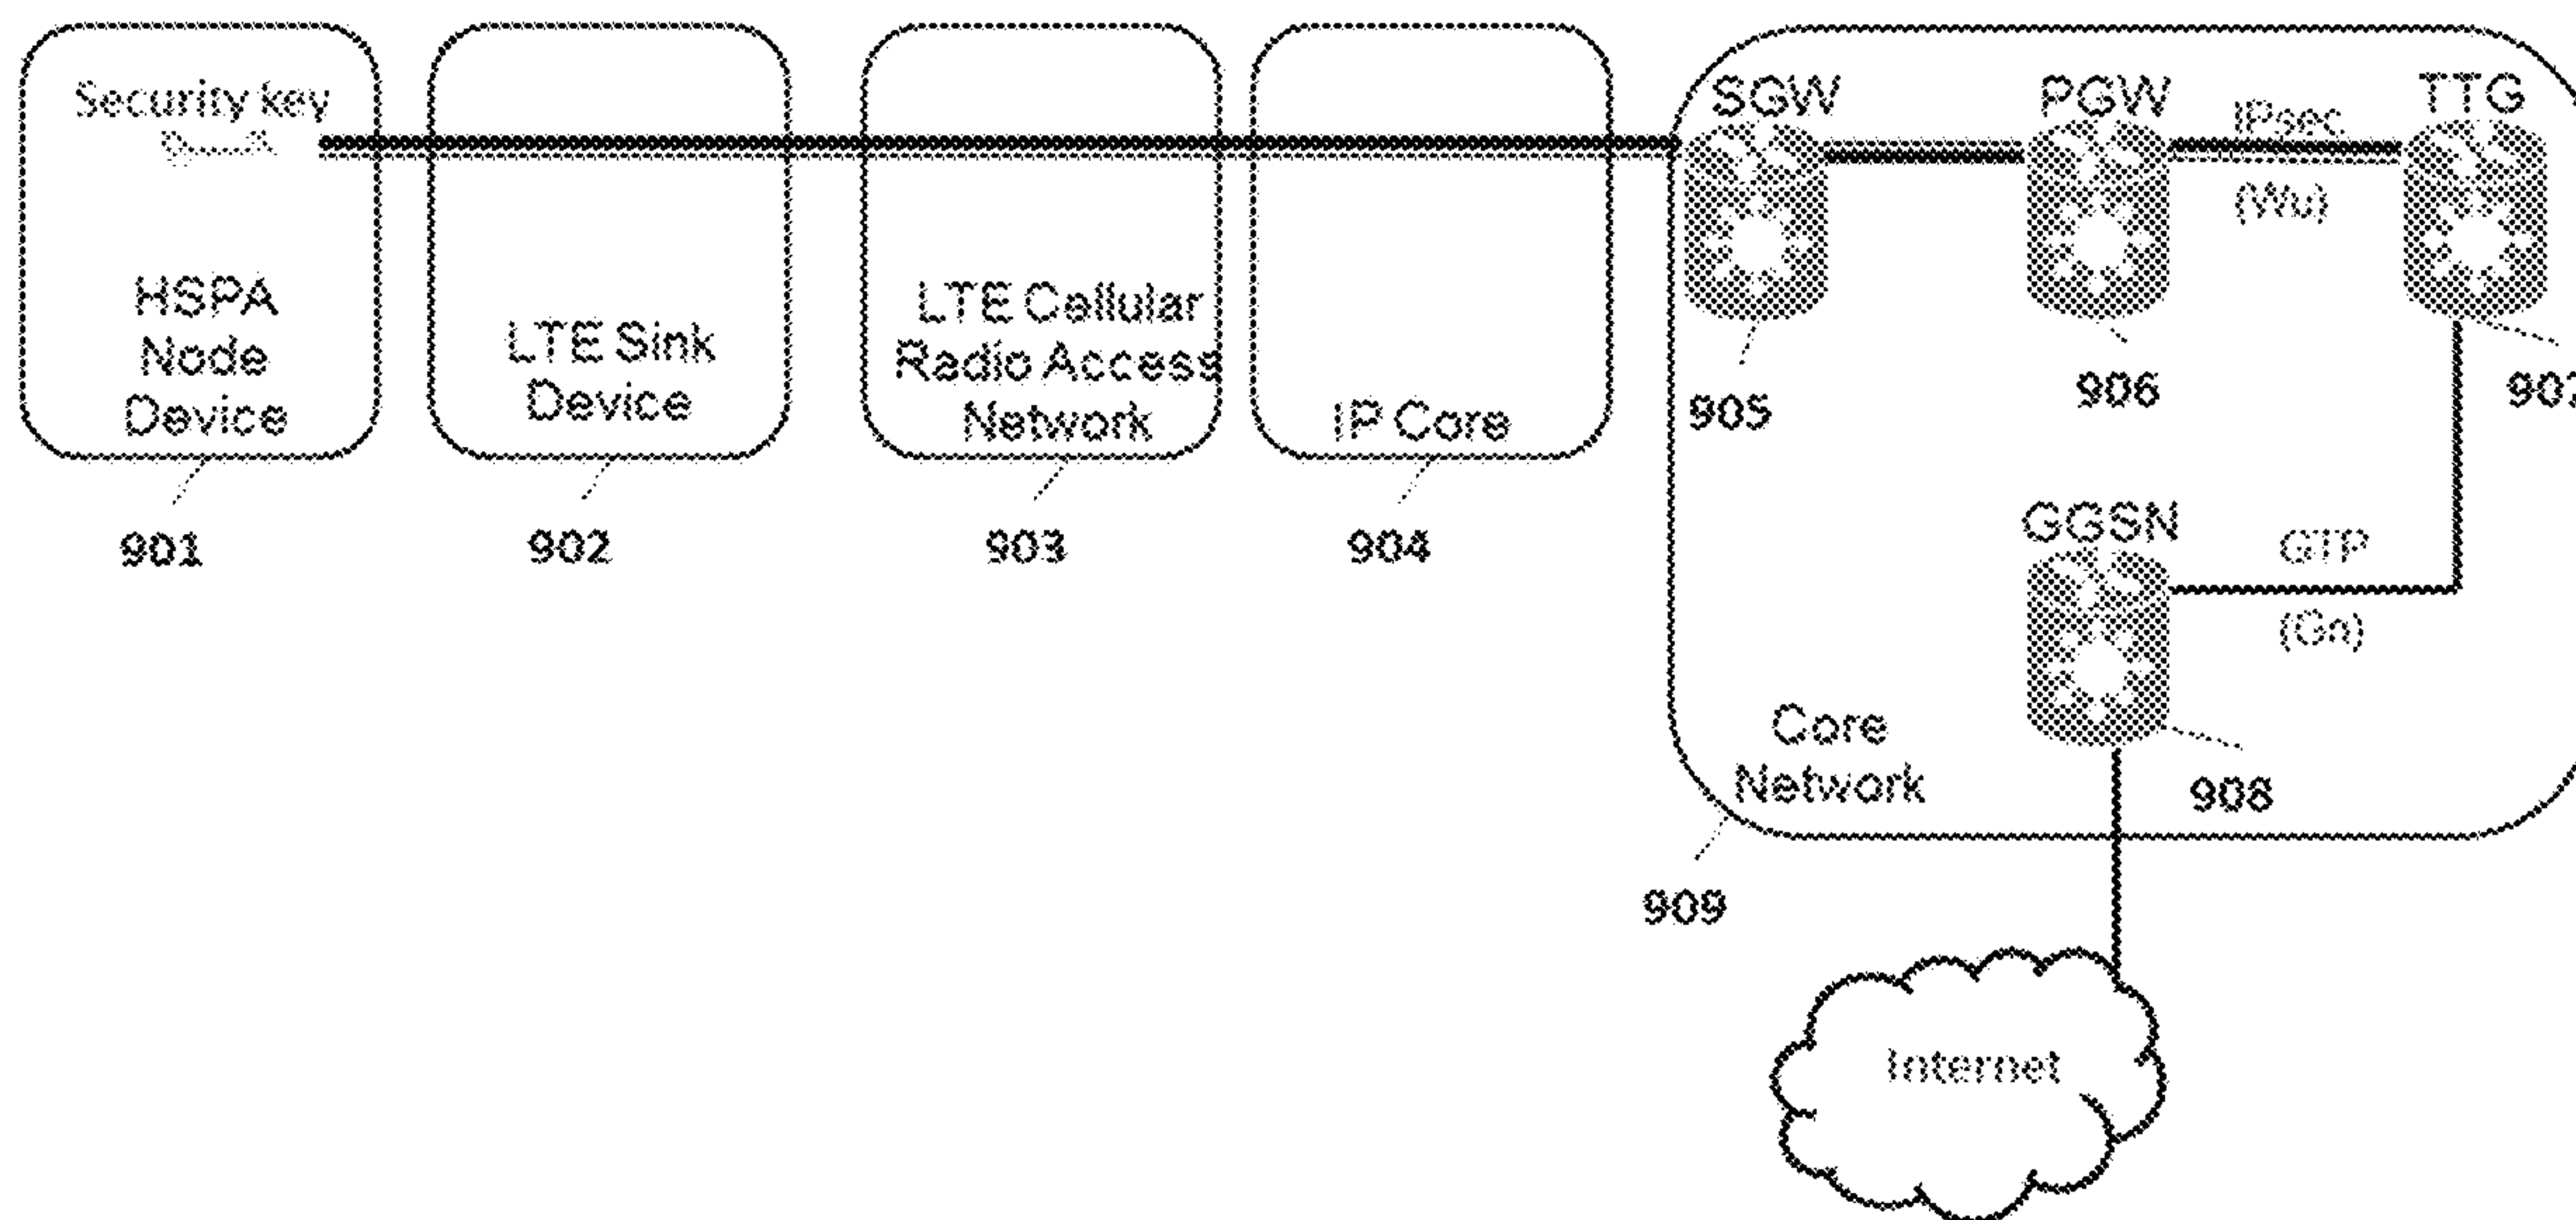 Security key
HSPA
Node
Device
901
LTE Sink
Device
902
LTE Cellular
Radio Access
Network
903
IP Core
904
SGW
905
PGW
906
IPsec
(Wu)
TTG
GGSN
908
GTP
(Gn)
Core
Network
909
Internet